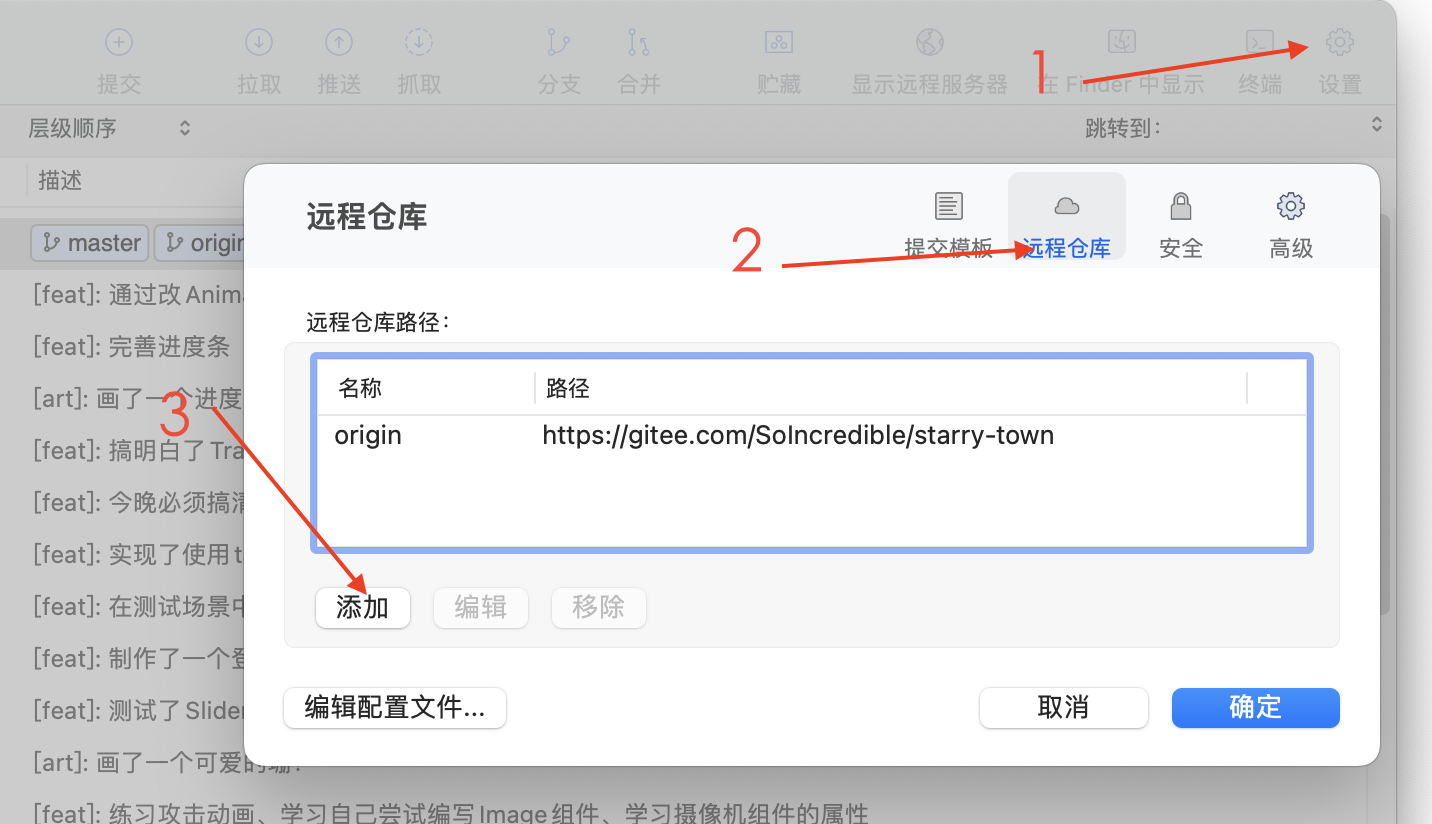 提交 拉取 推送 抓取 分支 合并 贮藏 显示远程服务器 在 Finder 中显示 终端 设置
1
层级顺序 跳转到：
描述
master origin
远程仓库
提交模板 远程仓库 安全 高级
2
远程仓库路径：
名称 路径
origin https://gitee.com/SoIncredible/starry-town
3
添加 编辑 移除
编辑配置文件... 取消 确定
[feat]: 通过改 Anima
[feat]: 完善进度条
[art]: 画了一个进度
[feat]: 搞明白了 Tra
[feat]: 今晚必须搞清
[feat]: 实现了使用 t
[feat]: 在测试场景中
[feat]: 制作了一个登
[feat]: 测试了 Slider
[art]: 画了一个可爱的
[feat]: 练习攻击动画、学习自己尝试编写 Image 组件、学习摄像机组件的属性